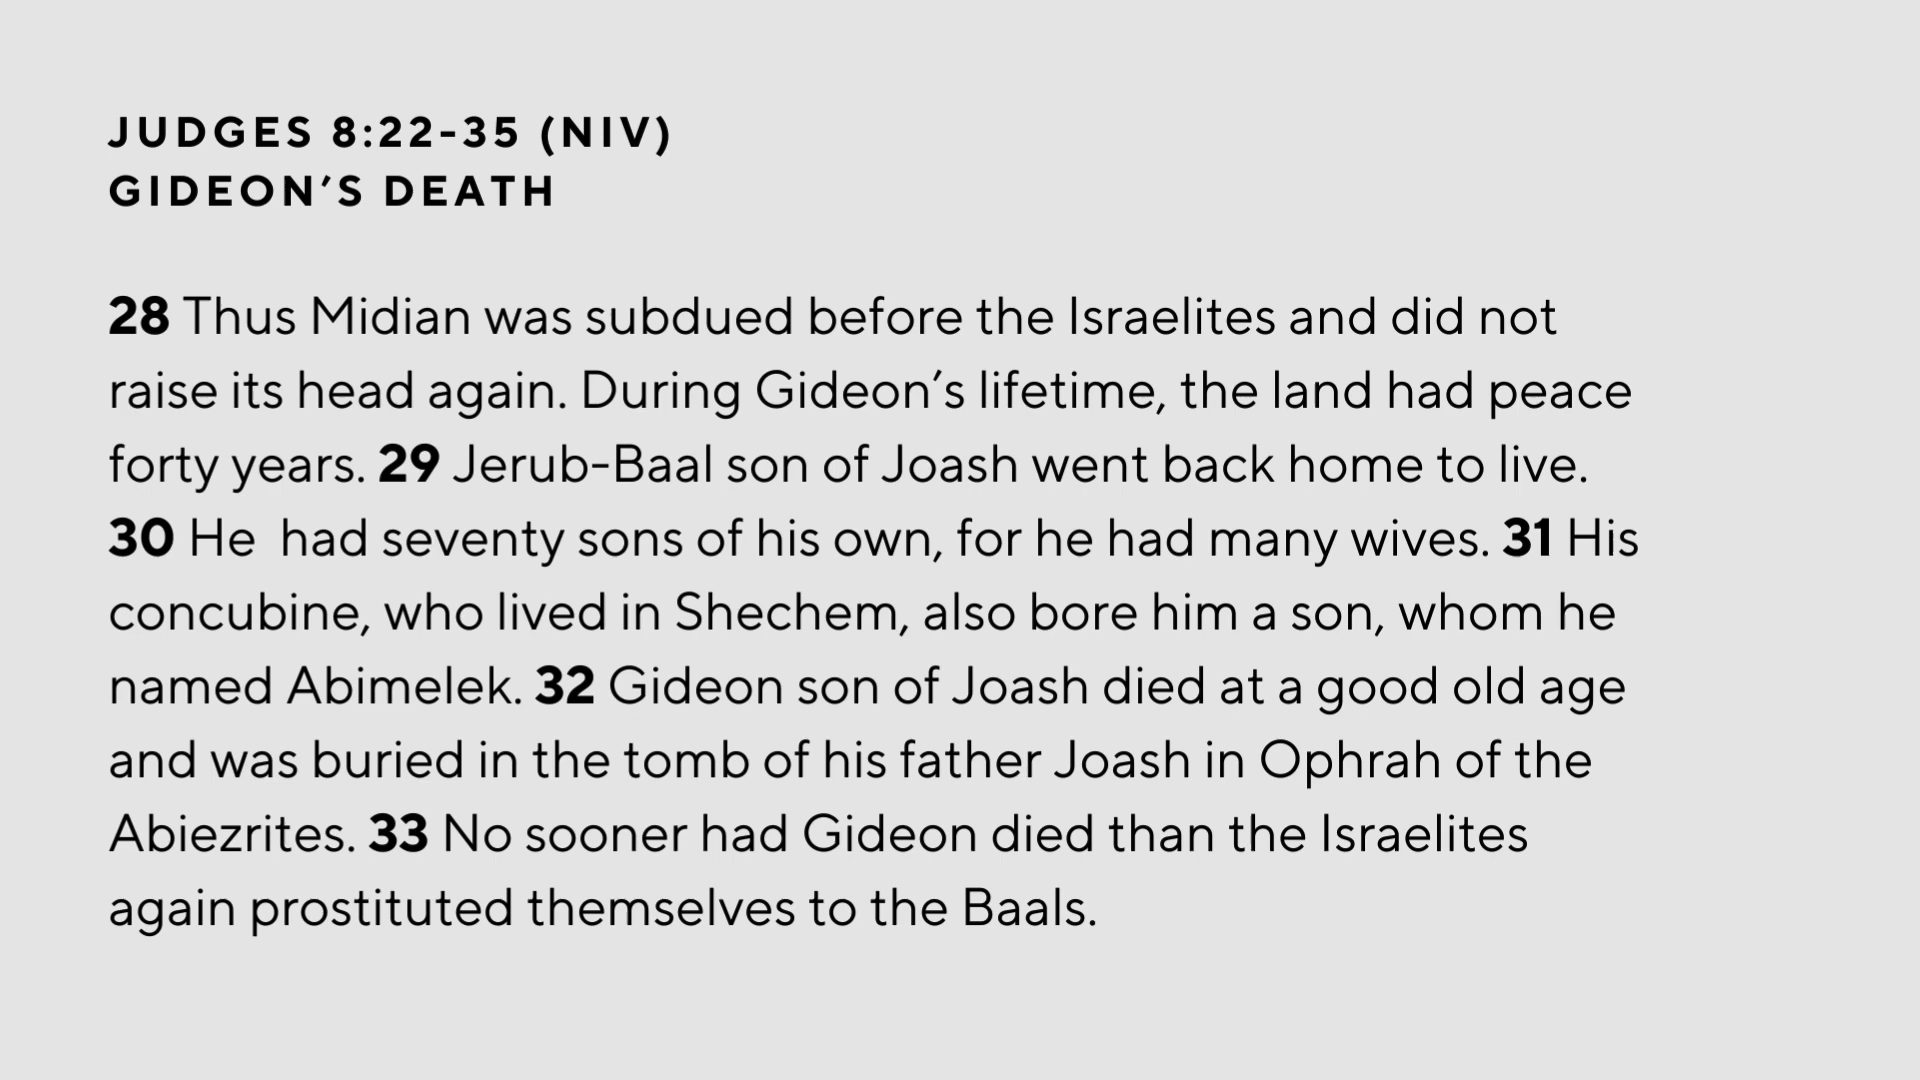 JUDGES 8:22-35 (NIV)
GIDEON’S DEATH
28 Thus Midian was subdued before the Israelites and did not
raise its head again. During Gideon’s lifetime, the land had peace
forty years. 29 Jerub-Baal son of Joash went back home to live.
30 He  had seventy sons of his own, for he had many wives. 31 His
concubine, who lived in Shechem, also bore him a son, whom he
named Abimelek. 32 Gideon son of Joash died at a good old age
and was buried in the tomb of his father Joash in Ophrah of the
Abiezrites. 33 No sooner had Gideon died than the Israelites
again prostituted themselves to the Baals.